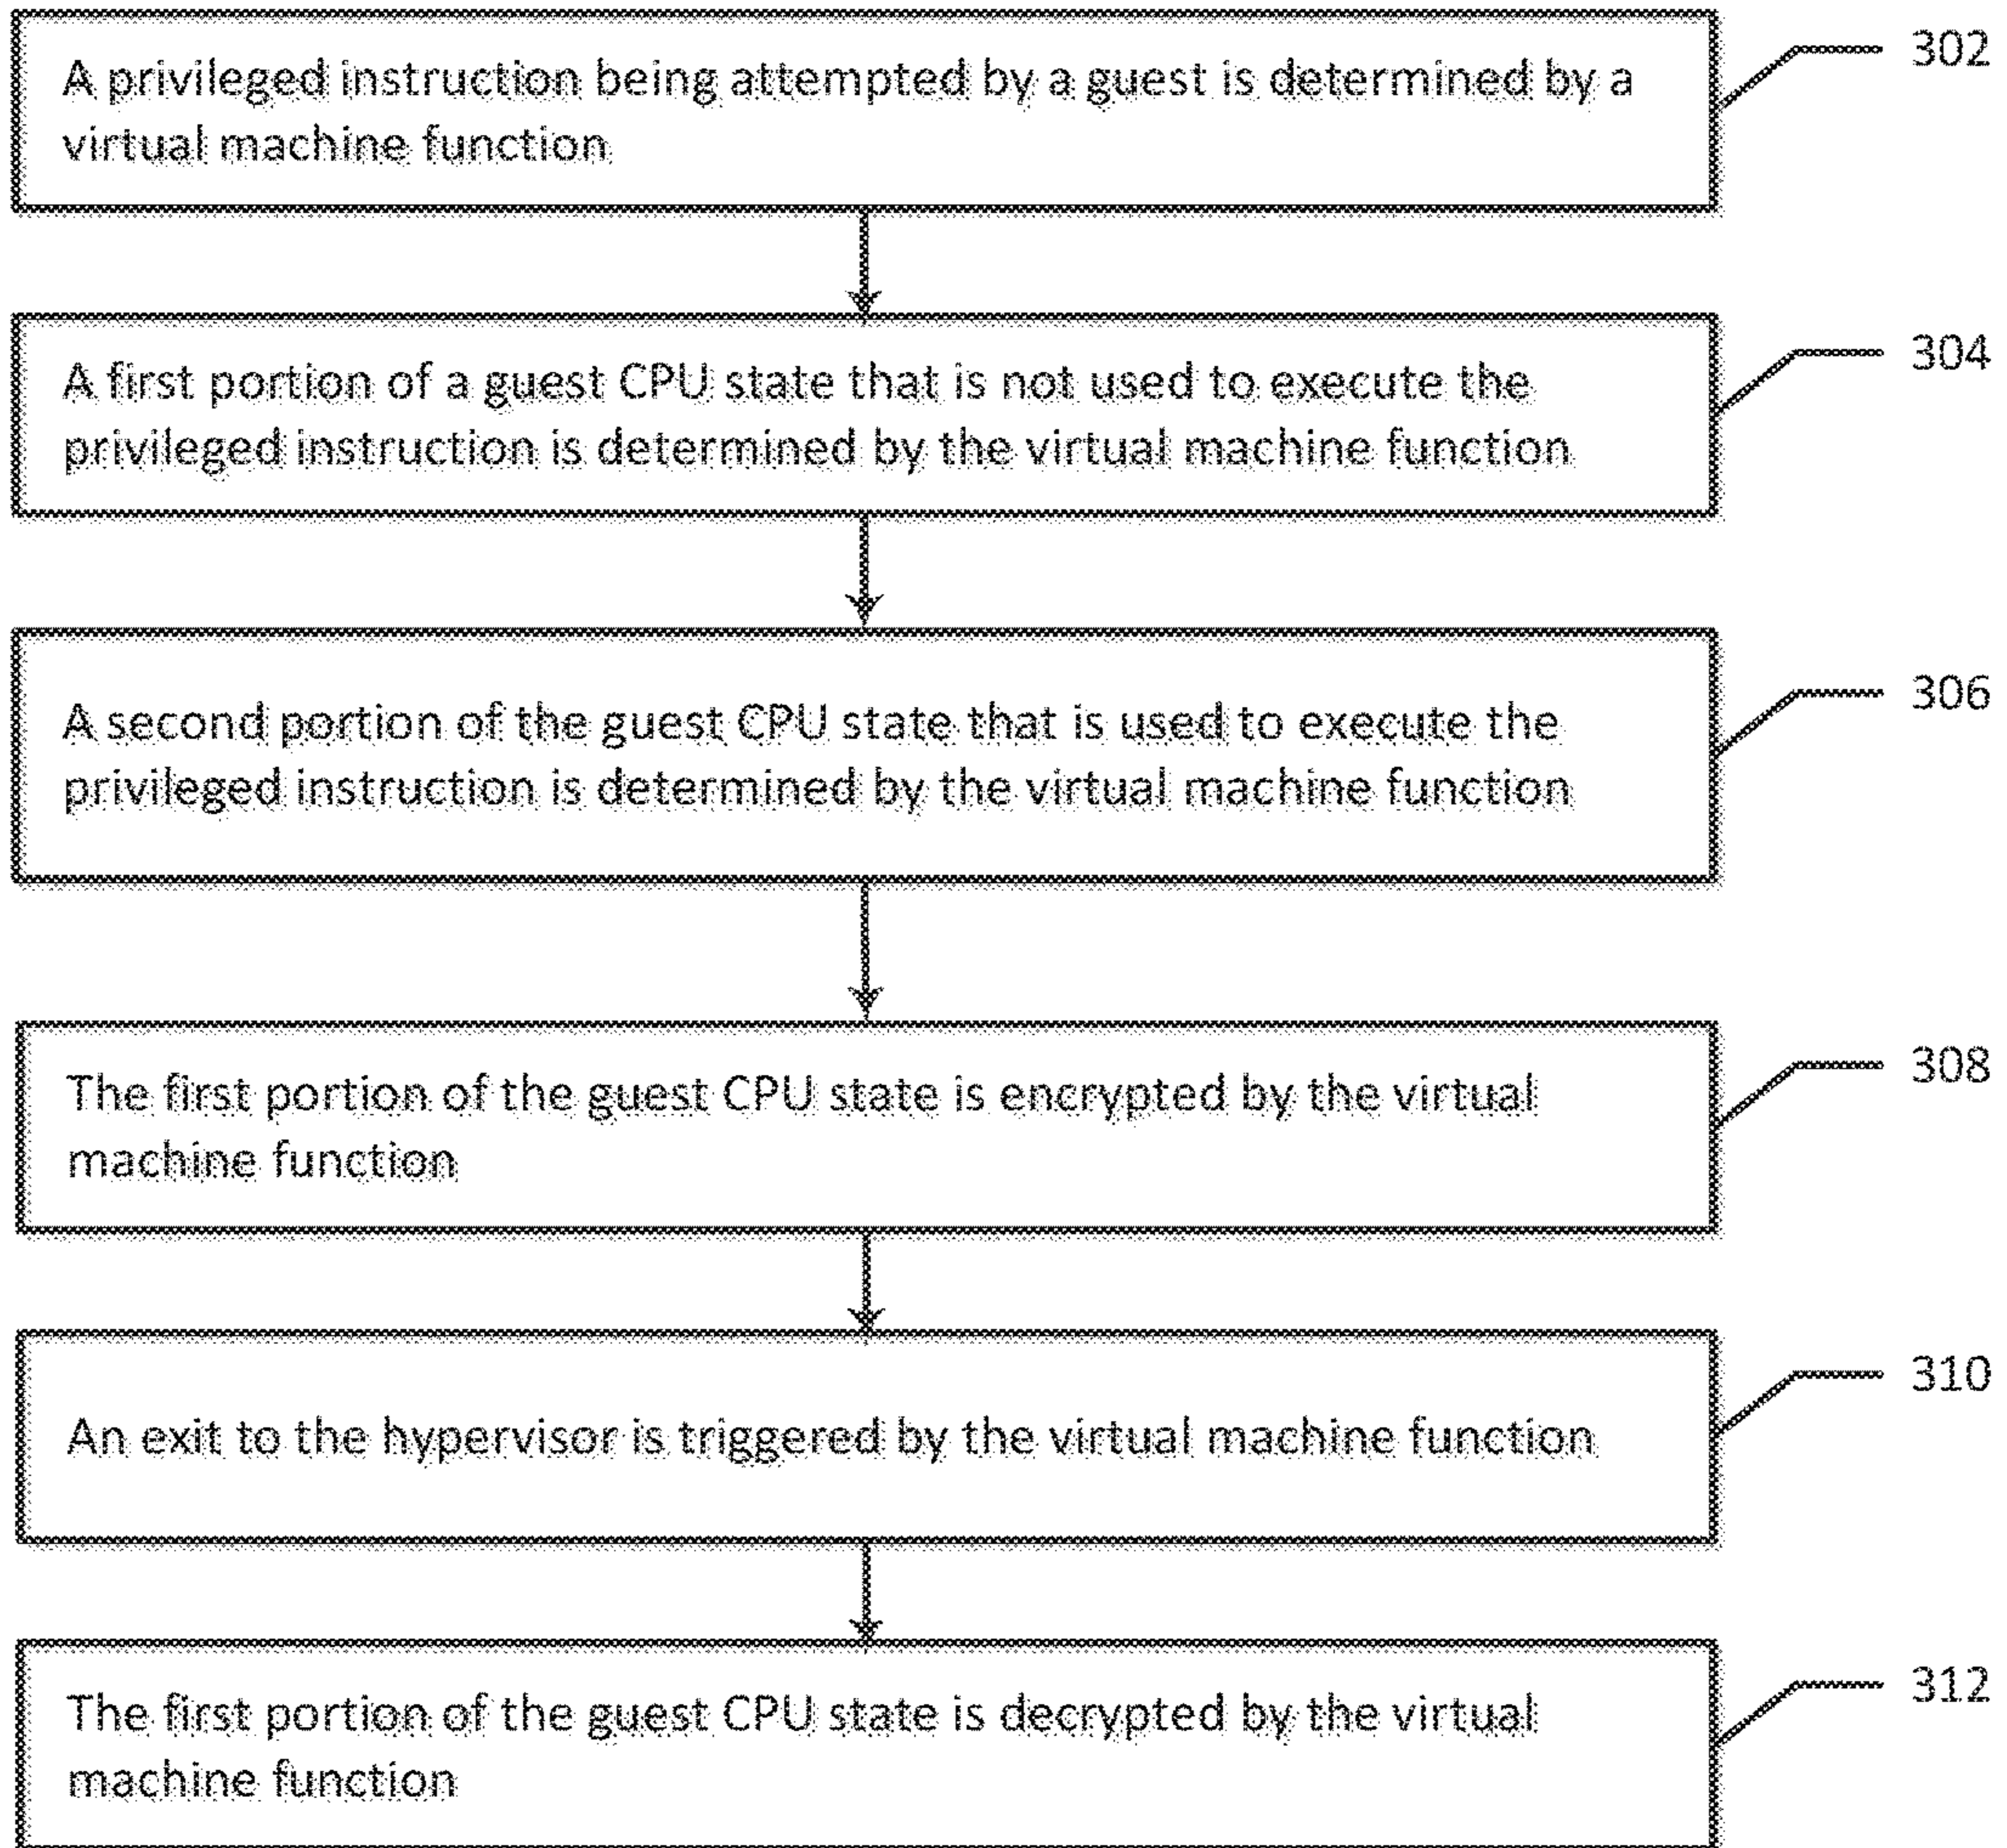 A privileged instruction being attempted by a guest is determined by a
virtual machine function
302
A first portion of a guest CPU state that is not used to execute the
privileged instruction is determined by the virtual machine function
304
A second portion of the guest CPU state that is used to execute the
privileged instruction is determined by the virtual machine function
306
The first portion of the guest CPU state is encrypted by the virtual
machine function
308
An exit to the hypervisor is triggered by the virtual machine function
310
The first portion of the guest CPU state is decrypted by the virtual
machine function
312